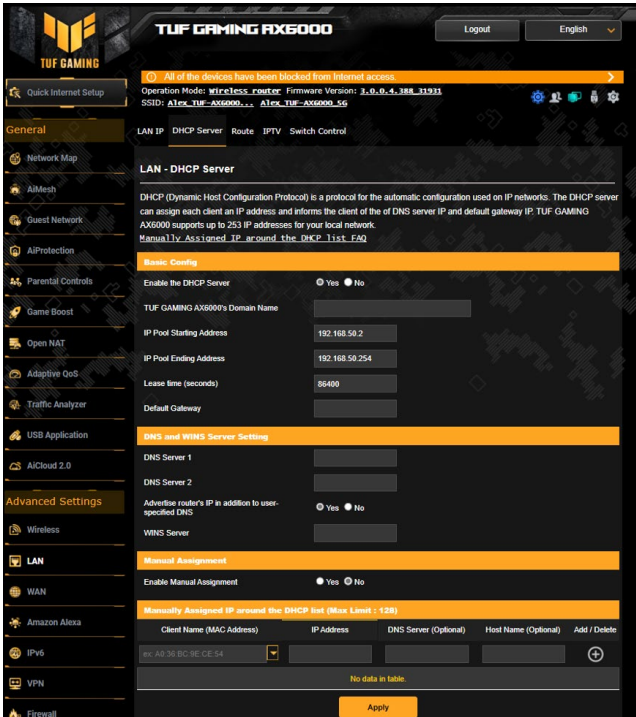 TUF GAMING
TUF GAMING AX6000
Logout
English
Quick Internet Setup
All of the devices have been blocked from Internet access.
Operation Mode: Wireless router Firmware Version: 3.0.0.4.388_31931
SSID: Alex_TUF-AX6000... Alex_TUF-AX6000_5G
General
Network Map
AiMesh
Guest Network
AiProtection
Parental Controls
Game Boost
Open NAT
Adaptive QoS
Traffic Analyzer
USB Application
AiCloud 2.0
Advanced Settings
Wireless
LAN
WAN
Amazon Alexa
IPv6
VPN
Firewall
LAN IP DHCP Server Route IPTV Switch Control
LAN - DHCP Server
DHCP (Dynamic Host Configuration Protocol) is a protocol for the automatic configuration used on IP networks. The DHCP server
can assign each client an IP address and informs the client of the of DNS server IP and default gateway IP. TUF GAMING
AX6000 supports up to 253 IP addresses for your local network.
Manually Assigned IP around the DHCP list FAQ
Basic Config
Enable the DHCP Server Yes No
TUF GAMING AX6000's Domain Name
IP Pool Starting Address 192.168.50.2
IP Pool Ending Address 192.168.50.254
Lease time (seconds) 86400
Default Gateway
DNS and WINS Server Setting
DNS Server 1
DNS Server 2
Advertise router's IP in addition to user-
specified DNS Yes No
WINS Server
Manual Assignment
Enable Manual Assignment Yes No
Manually Assigned IP around the DHCP list (Max Limit : 128)
Client Name (MAC Address) IP Address DNS Server (Optional) Host Name (Optional) Add / Delete
ex: A0:36:BC:9E:CE:54
No data in table.
Apply